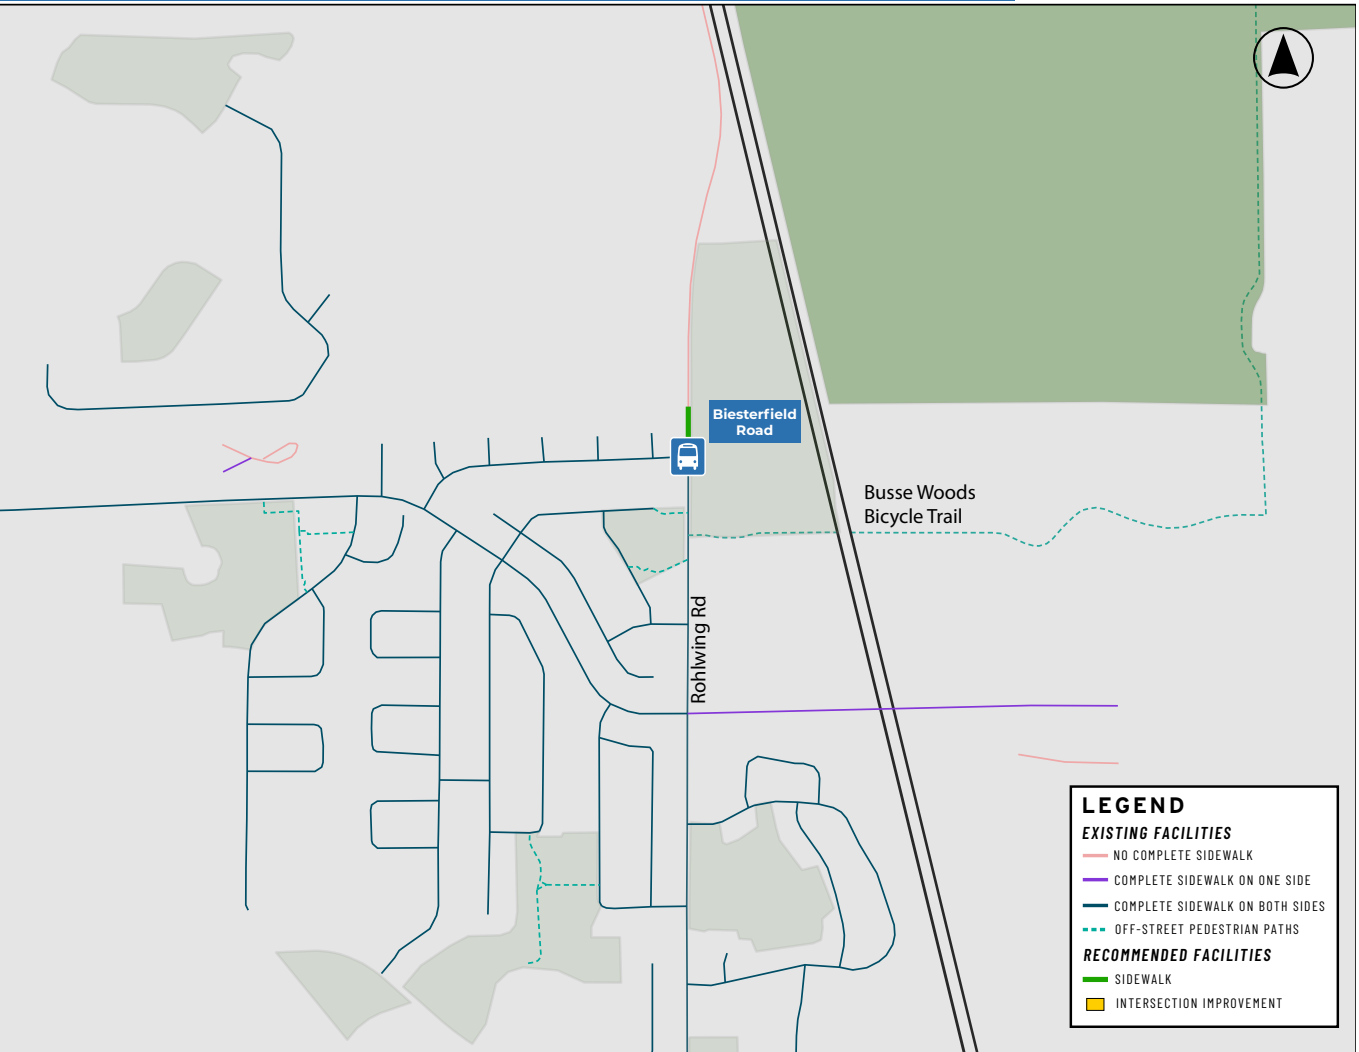 Biesterfield
Road
Busse Woods
Bicycle Trail
Rohlwing Rd
LEGEND
EXISTING FACILITIES
NO COMPLETE SIDEWALK
COMPLETE SIDEWALK ON ONE SIDE
COMPLETE SIDEWALK ON BOTH SIDES
OFF-STREET PEDESTRIAN PATHS
RECOMMENDED FACILITIES
SIDEWALK
INTERSECTION IMPROVEMENT